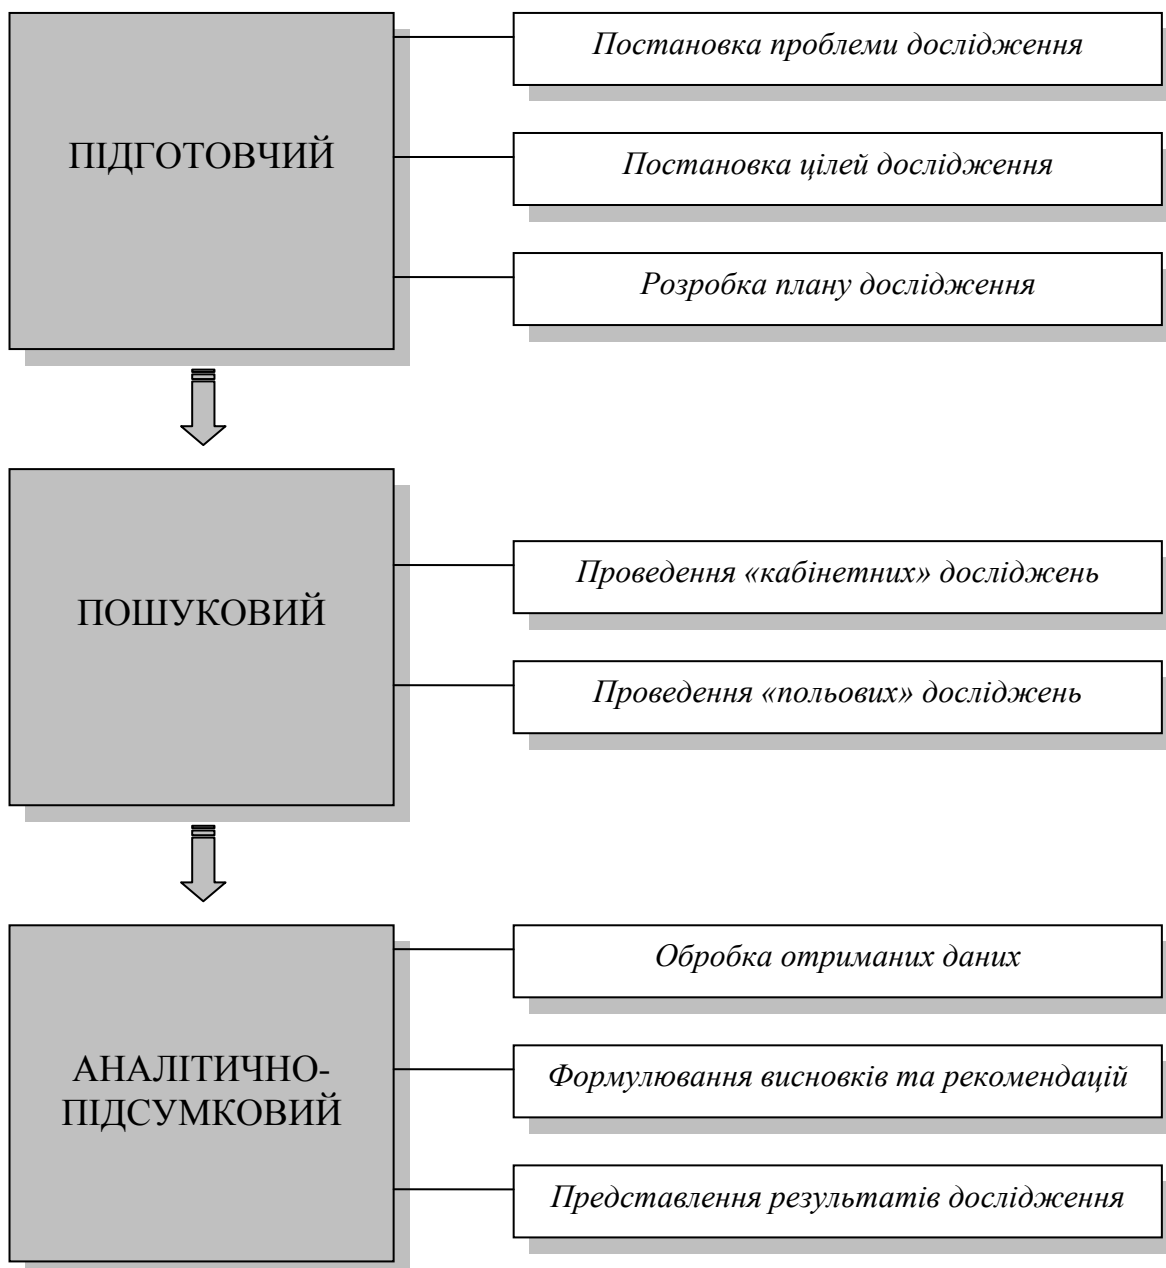 ПІДГОТОВЧИЙ
Постановка проблеми дослідження
Постановка цілей дослідження
Розробка плану дослідження
ПОШУКОВИЙ
Проведення «кабінетних» досліджень
Проведення «польових» досліджень
АНАЛІТИЧНО-
ПІДСУМКОВИЙ
Обробка отриманих даних
Формулювання висновків та рекомендацій
Представлення результатів дослідження